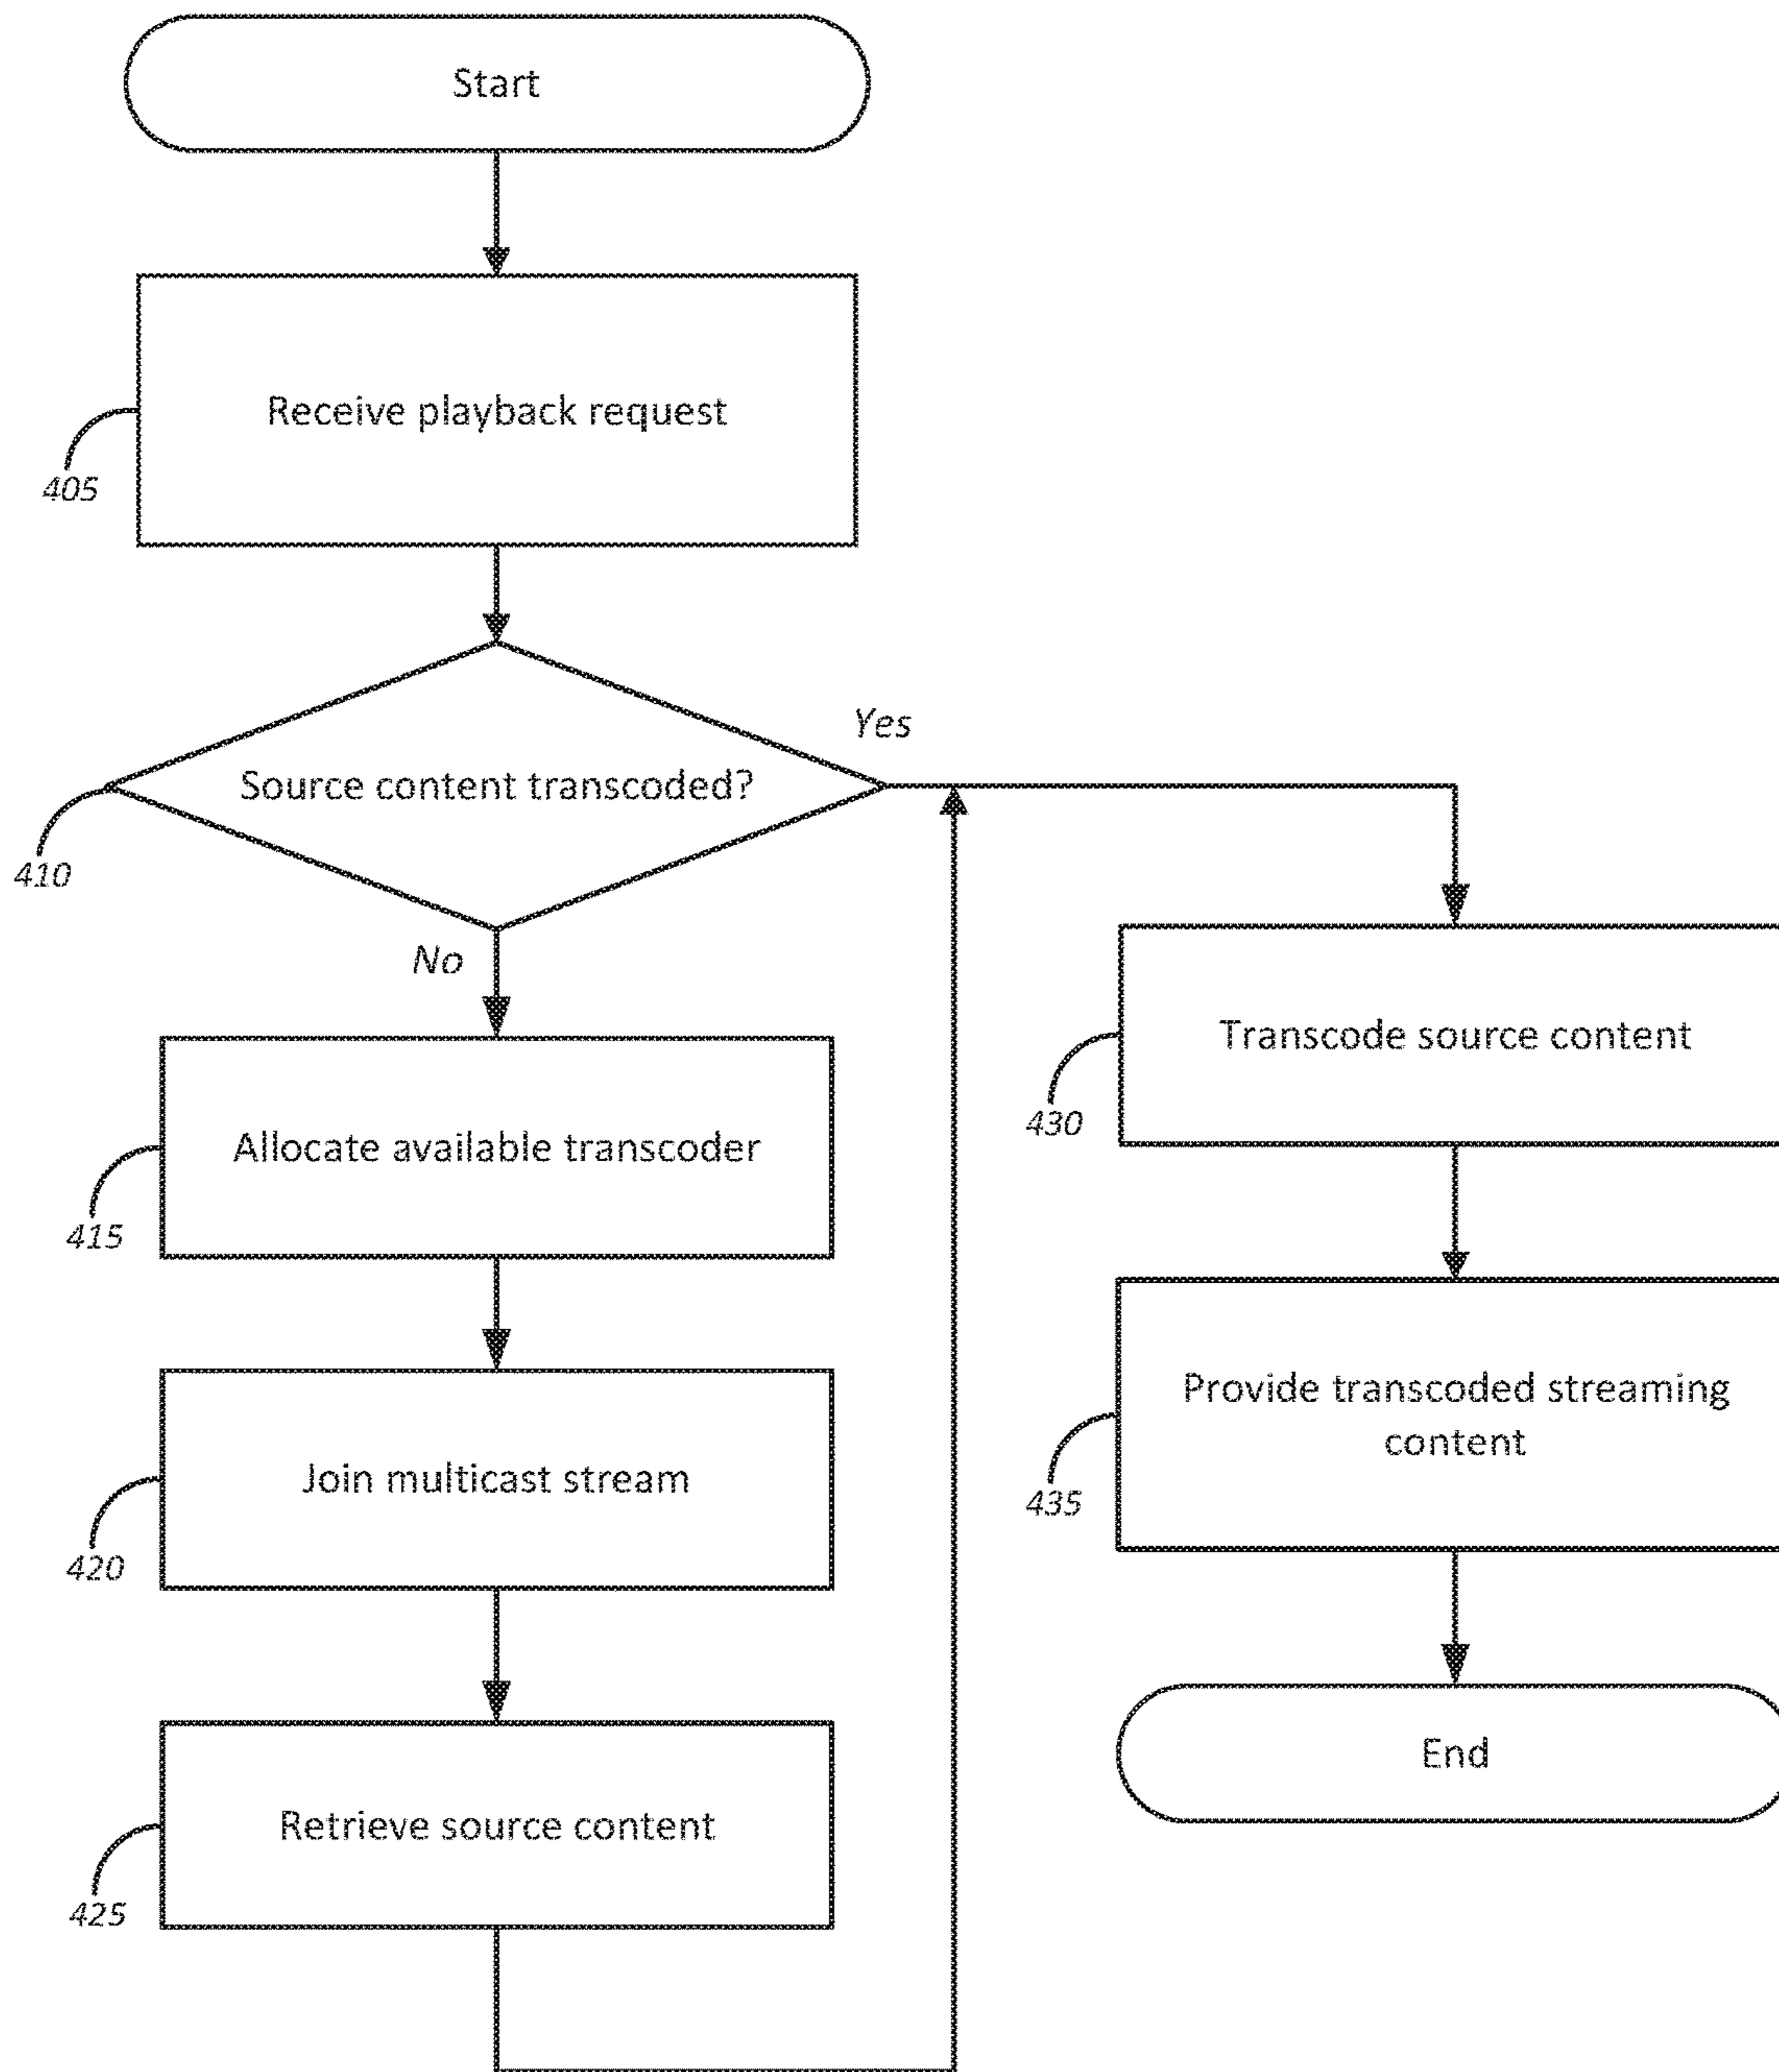 Start
Receive playback request
405
Yes
Source content transcoded?
410
No
Allocate available transcoder
415
Join multicast stream
420
Retrieve source content
425
Transcode source content
430
Provide transcoded streaming
content
435
End